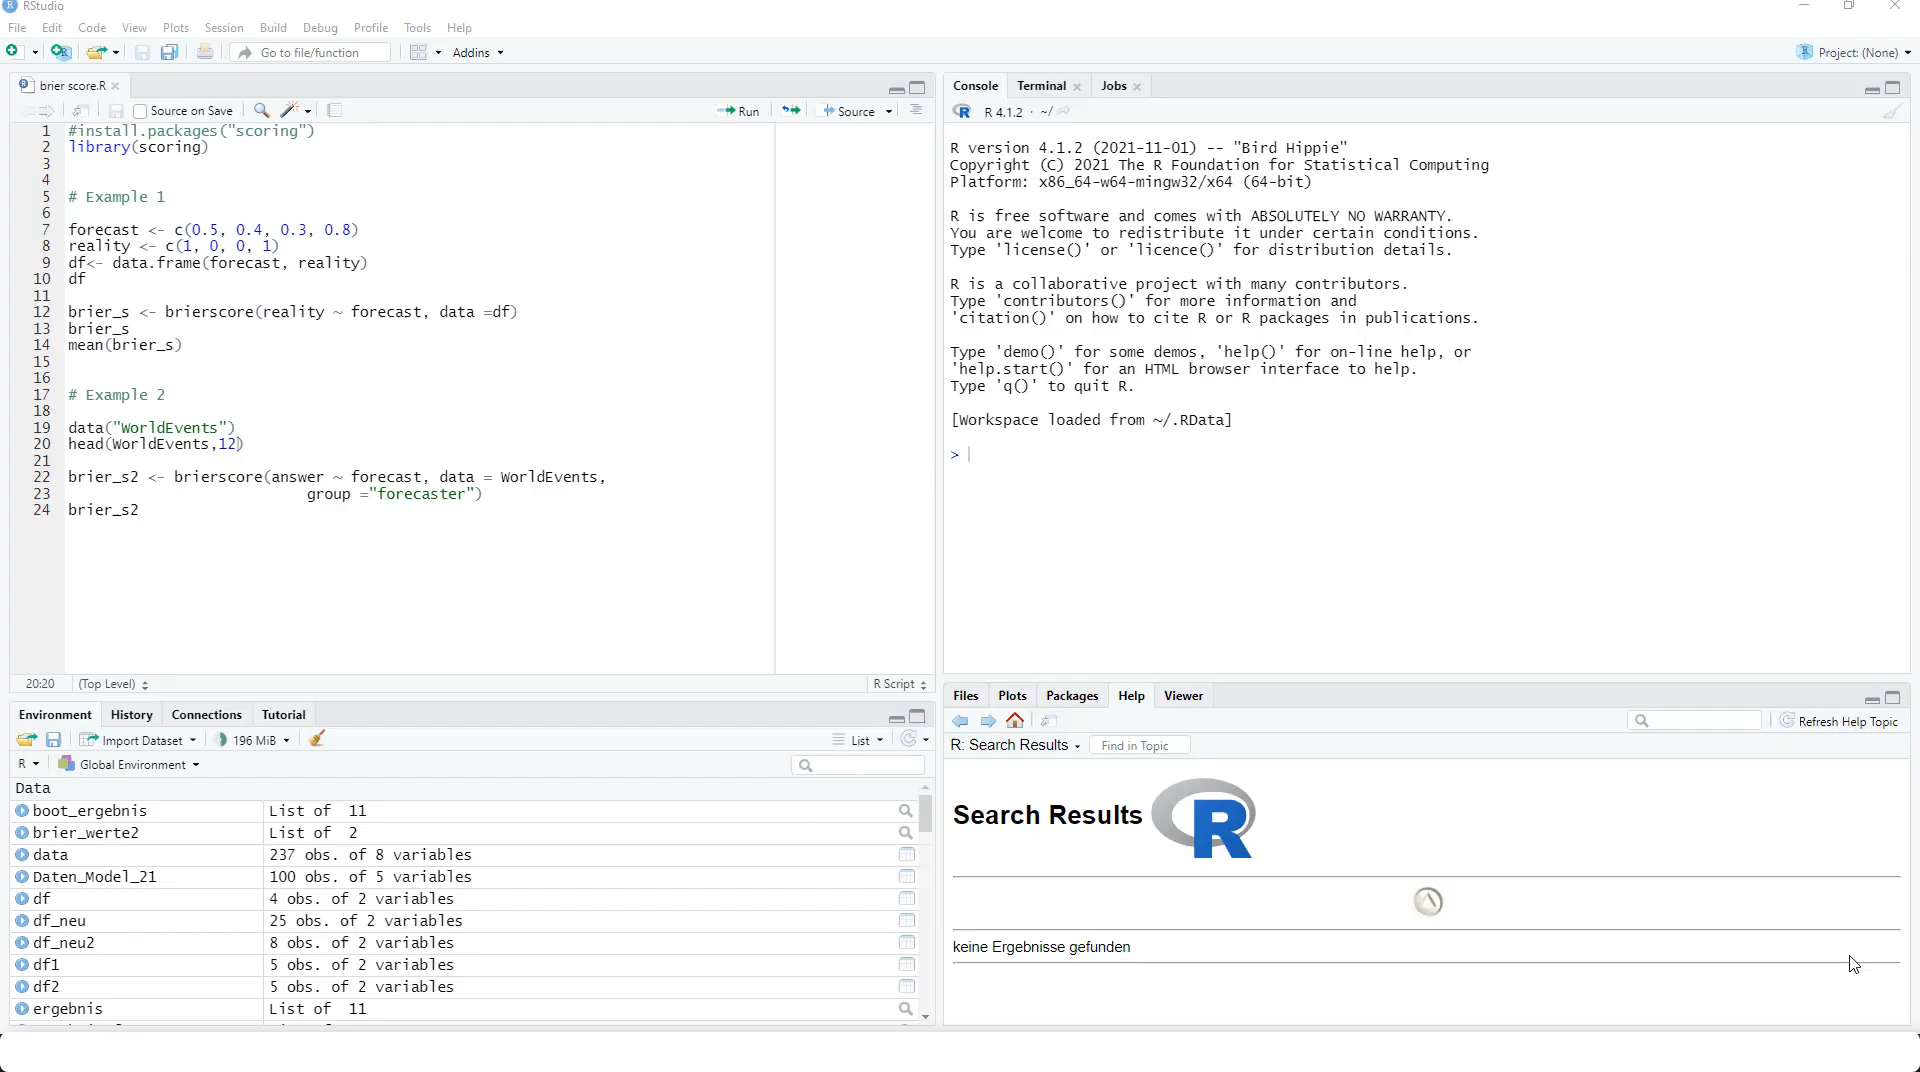 RStudio
File Edit Code View Plots Session Build Debug Profile Tools Help
Go to file/function Addins Project: (None)
brier score.R
Source on Save Run Source
1 #install.packages("scoring")
2 library(scoring)
3
4
5 # Example 1
6
7 forecast <- c(0.5, 0.4, 0.3, 0.8)
8 reality <- c(1, 0, 0, 1)
9 df<- data.frame(forecast, reality)
10 df
11
12 brier_s <- brierscore(reality ~ forecast, data =df)
13 brier_s
14 mean(brier_s)
15
16
17 # Example 2
18
19 data("WorldEvents")
20 head(WorldEvents,12)
21
22 brier_s2 <- brierscore(answer ~ forecast, data = WorldEvents,
23 group ="forecaster")
24 brier_s2
20:20 (Top Level) R Script
Console Terminal Jobs
R 4.1.2 · ~/
R version 4.1.2 (2021-11-01) -- "Bird Hippie"
Copyright (C) 2021 The R Foundation for Statistical Computing
Platform: x86_64-w64-mingw32/x64 (64-bit)
R is free software and comes with ABSOLUTELY NO WARRANTY.
You are welcome to redistribute it under certain conditions.
Type 'license()' or 'licence()' for distribution details.
R is a collaborative project with many contributors.
Type 'contributors()' for more information and
'citation()' on how to cite R or R packages in publications.
Type 'demo()' for some demos, 'help()' for on-line help, or
'help.start()' for an HTML browser interface to help.
Type 'q()' to quit R.
[Workspace loaded from ~/.RData]
>
Environment History Connections Tutorial
Import Dataset 196 MiB List
R Global Environment
Data
boot_ergebnis List of 11
brier_werte2 List of 2
data 237 obs. of 8 variables
Daten_Model_21 100 obs. of 5 variables
df 4 obs. of 2 variables
df_neu 25 obs. of 2 variables
df_neu2 8 obs. of 2 variables
df1 5 obs. of 2 variables
df2 5 obs. of 2 variables
ergebnis List of 11
Files Plots Packages Help Viewer
Refresh Help Topic
R: Search Results Find in Topic
Search Results R
keine Ergebnisse gefunden